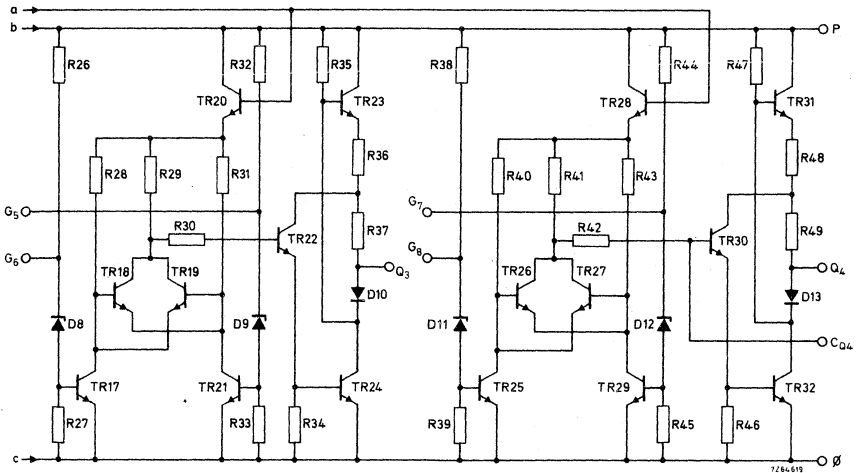 a
b P
R26 R32 R35 R38 R44 R47
TR20 TR23 TR28 TR31
R36 R48
R28 R29 R31 R40 R41 R43
G5 G7
R30 R37 R42 R49
TR22 TR30
G6 G8
TR18 TR19 Q3 TR26 TR27 Q4
D10 D13
D8 D9 D11 D12
CQ4
TR17 TR21 TR24 TR25 TR29 TR32
R27 R33 R34 R39 R45 R46
c Ø
7Z64619